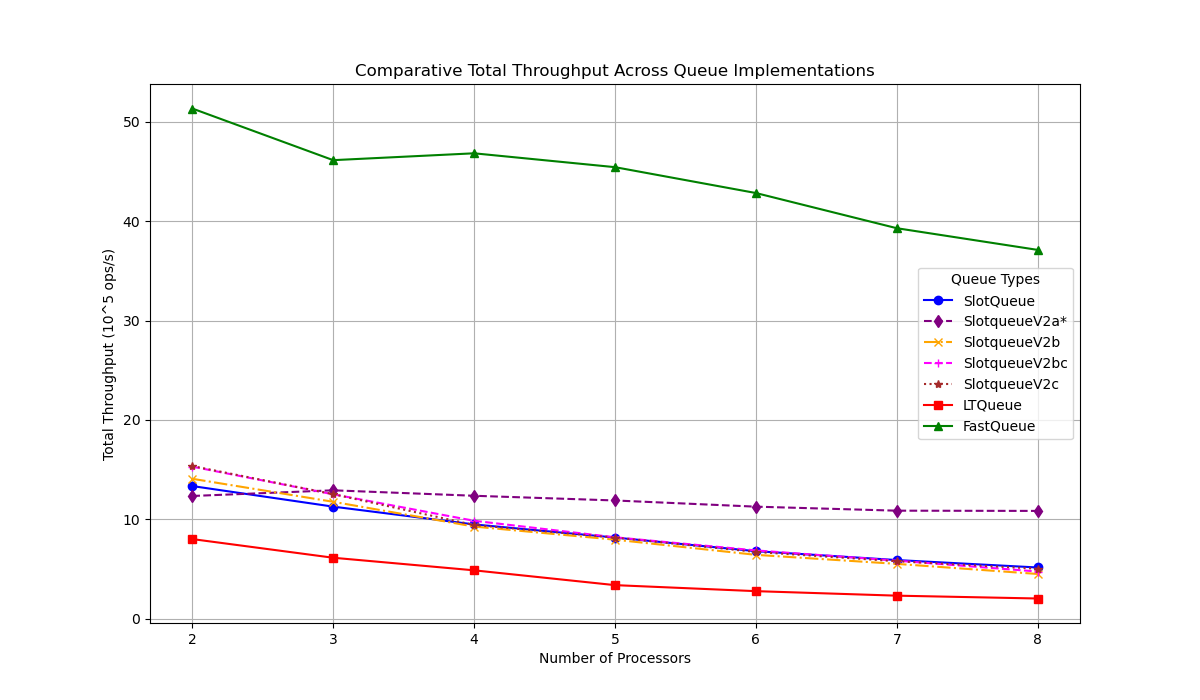 Comparative Total Throughput Across Queue Implementations
Total Throughput (10^5 ops/s)
50
40
30
20
10
0
Queue Types
SlotQueue
SlotqueueV2a*
SlotqueueV2b
SlotqueueV2bc
SlotqueueV2c
LTQueue
FastQueue
2 3 4 5 6 7 8
Number of Processors